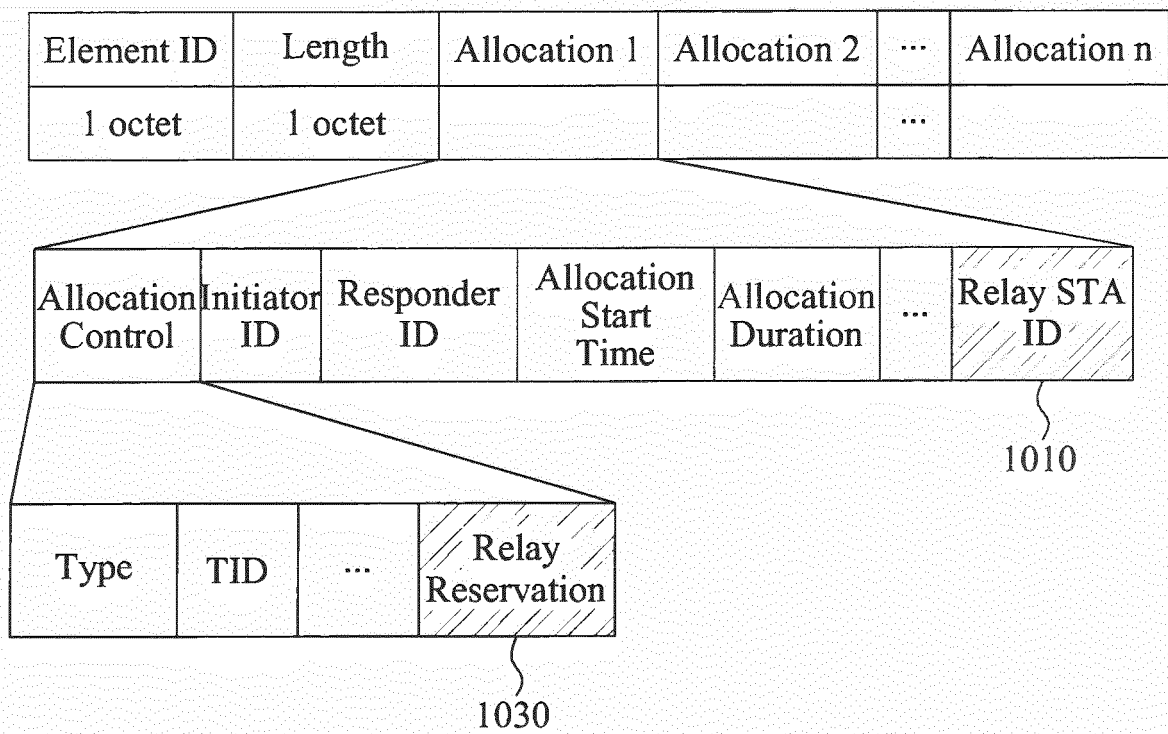 Element ID Length Allocation 1 Allocation 2 ... Allocation n
1 octet 1 octet ...
Allocation Control Initiator ID Responder ID Allocation Start Time Allocation Duration ... Relay STA ID
1010
Type TID ... Relay Reservation
1030